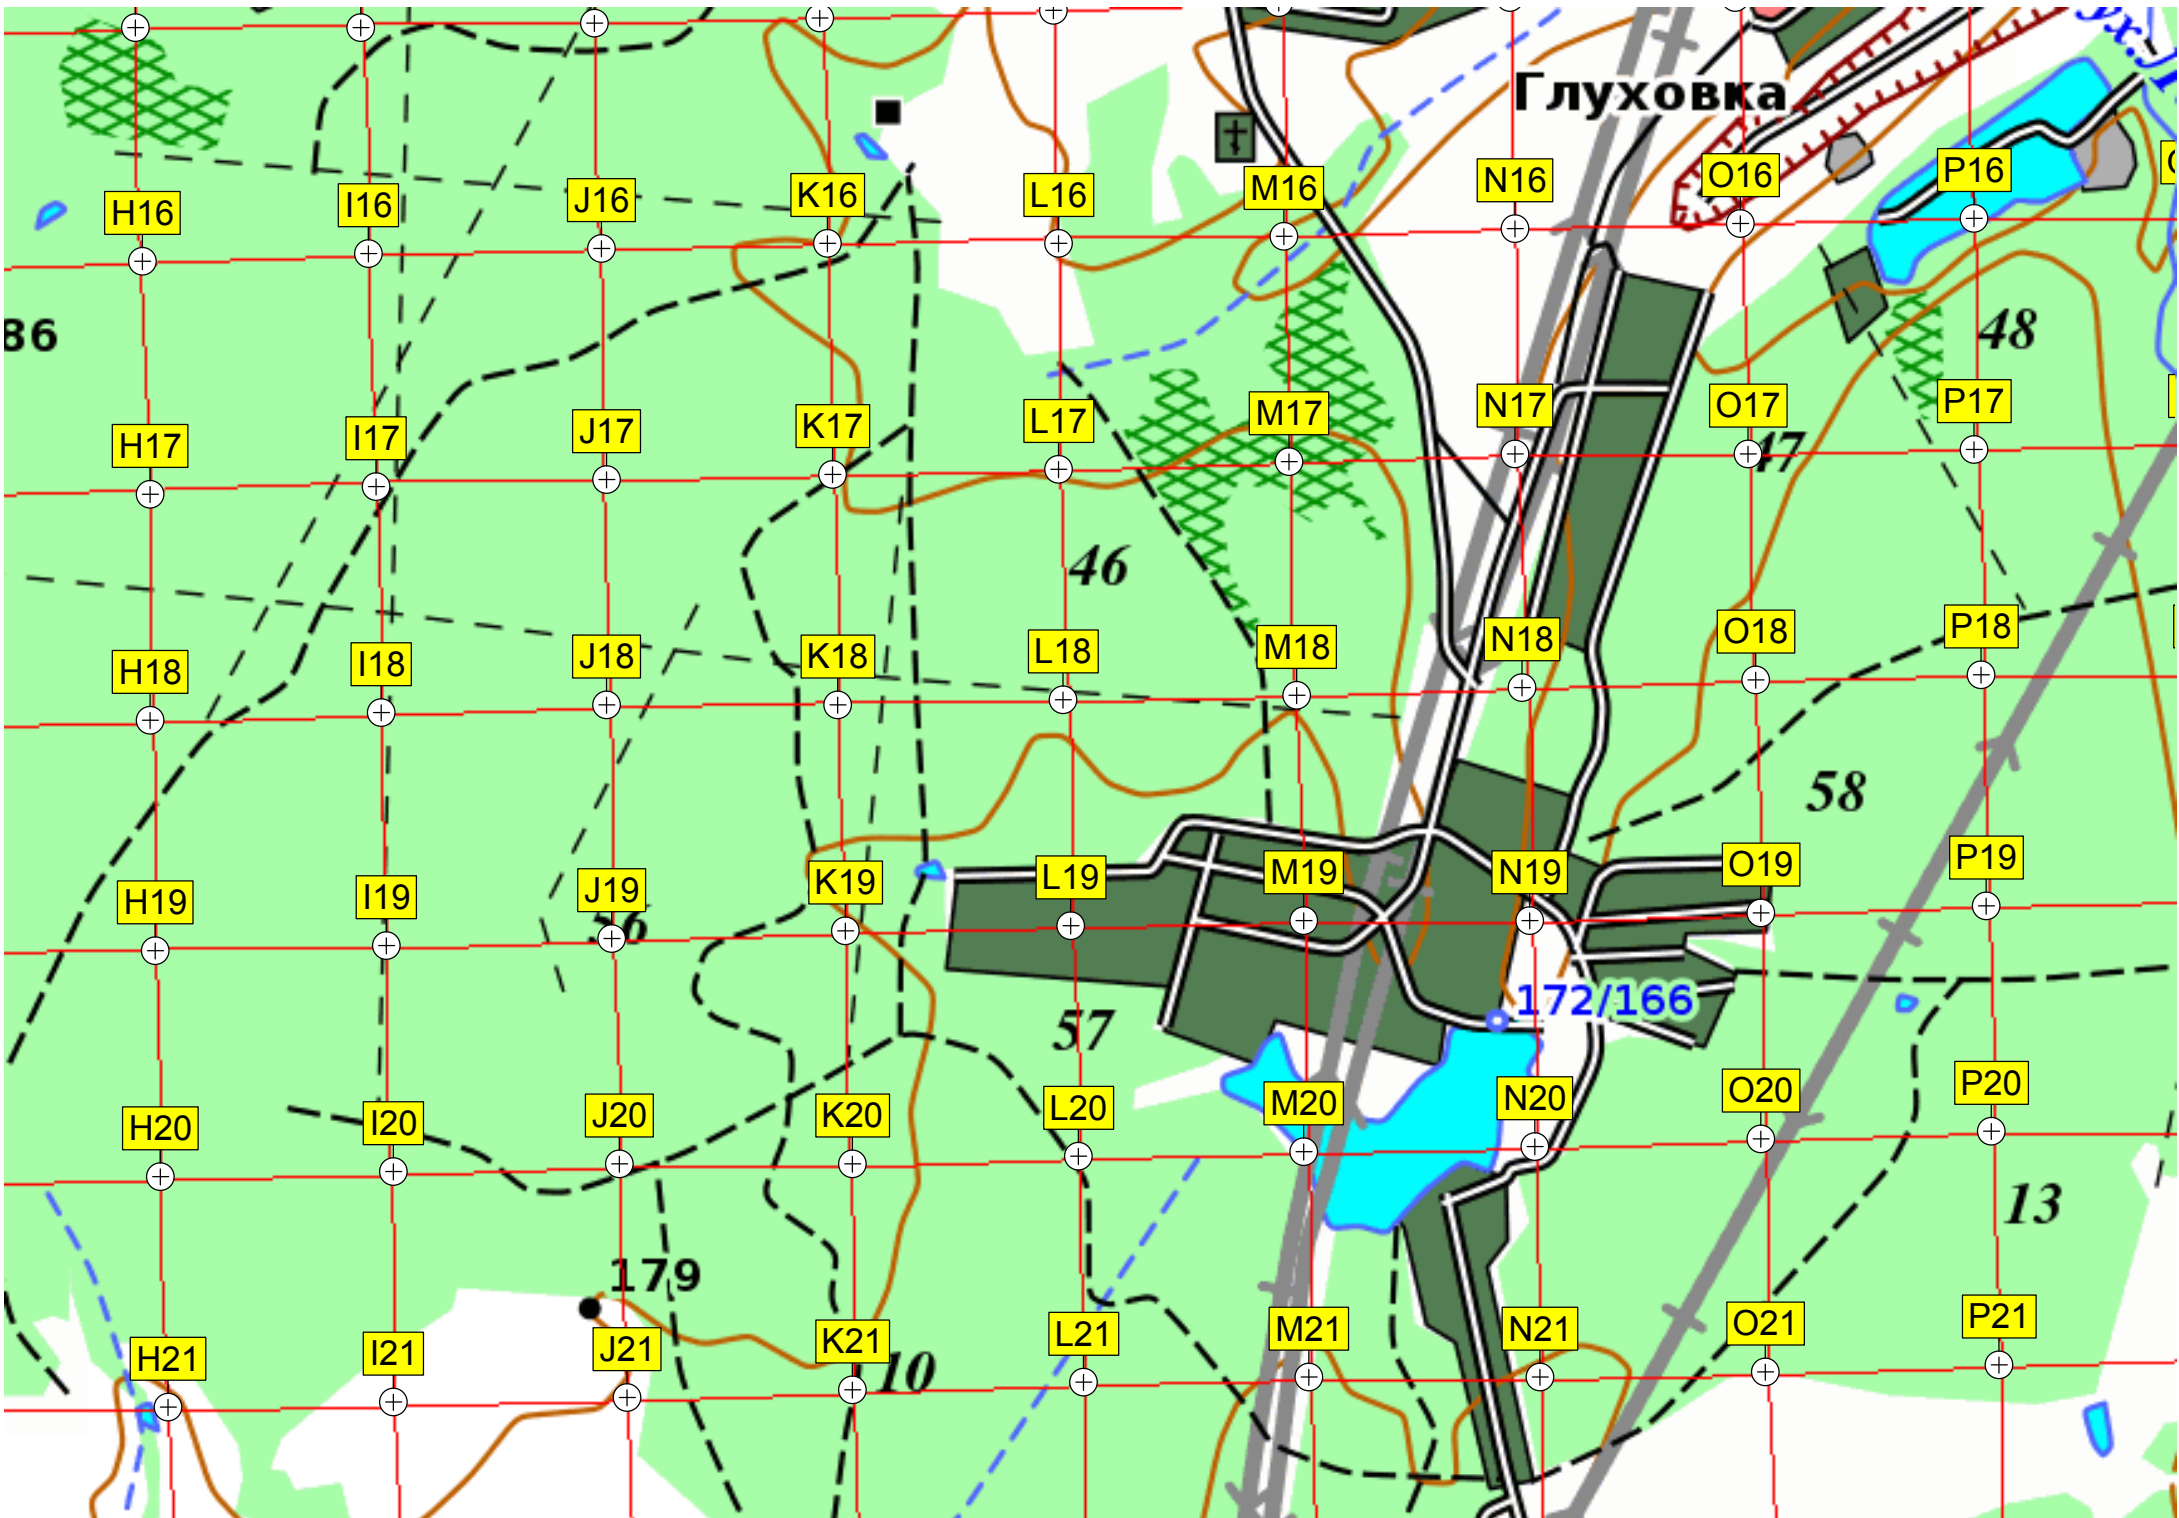 ух.Л
Глуховка
H16 I16 J16 K16 L16 M16 N16 O16 P16
86
48
H17 I17 J17 K17 L17 M17 N17 O17 P17
47
46
H18 I18 J18 K18 L18 M18 N18 O18 P18
58
H19 I19 J19 K19 L19 M19 N19 O19 P19
56
172/166
57
H20 I20 J20 K20 L20 M20 N20 O20 P20
13
179
H21 I21 J21 K21 L21 M21 N21 O21 P21
10